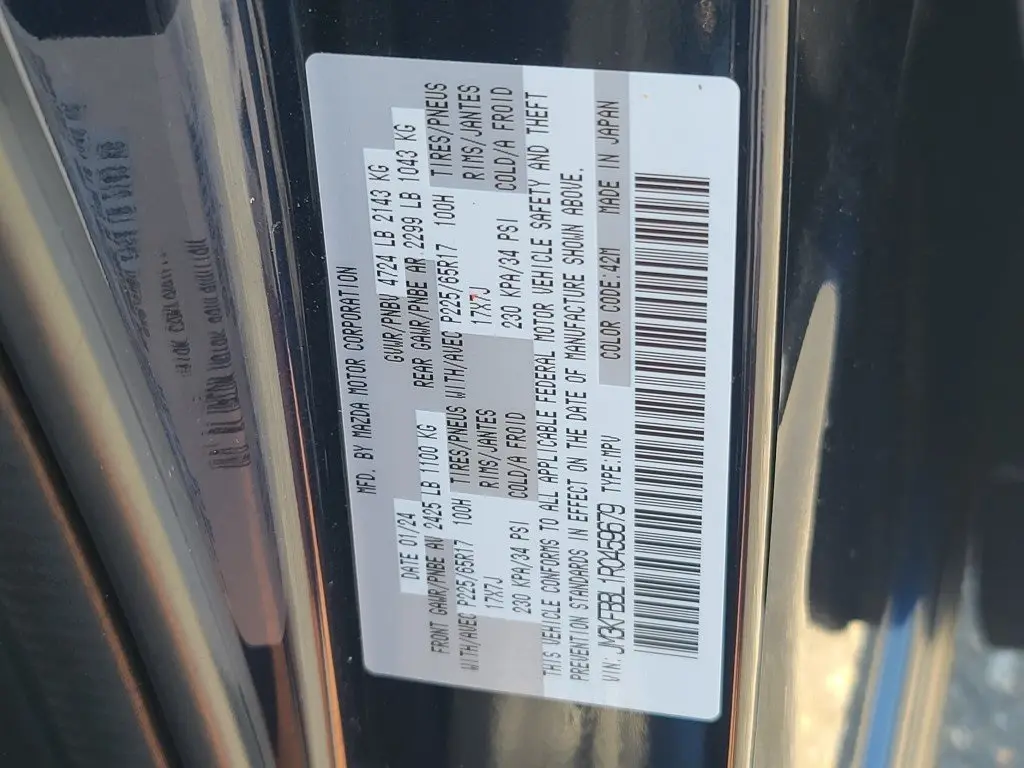 MFD. BY MAZDA MOTOR CORPORATION
DATE 01/24 GVWR/PNBV 4724 LB 2143 KG
FRONT GAWR/PNBE AV 2425 LB 1100 KG REAR GAWR/PNBE AR 2299 LB 1043 KG
WITH/AVEC P225/65R17 100H TIRES/PNEUS WITH/AVEC P225/65R17 100H TIRES/PNEUS
17X7J RIMS/JANTES 17X7J RIMS/JANTES
230 KPA/34 PSI COLD/A FROID 230 KPA/34 PSI COLD/A FROID
THIS VEHICLE CONFORMS TO ALL APPLICABLE FEDERAL MOTOR VEHICLE SAFETY AND THEFT
PREVENTION STANDARDS IN EFFECT ON THE DATE OF MANUFACTURE SHOWN ABOVE.
VIN: JM3KFBBL1R0459679 TYPE:MPV COLOR CODE:42M MADE IN JAPAN